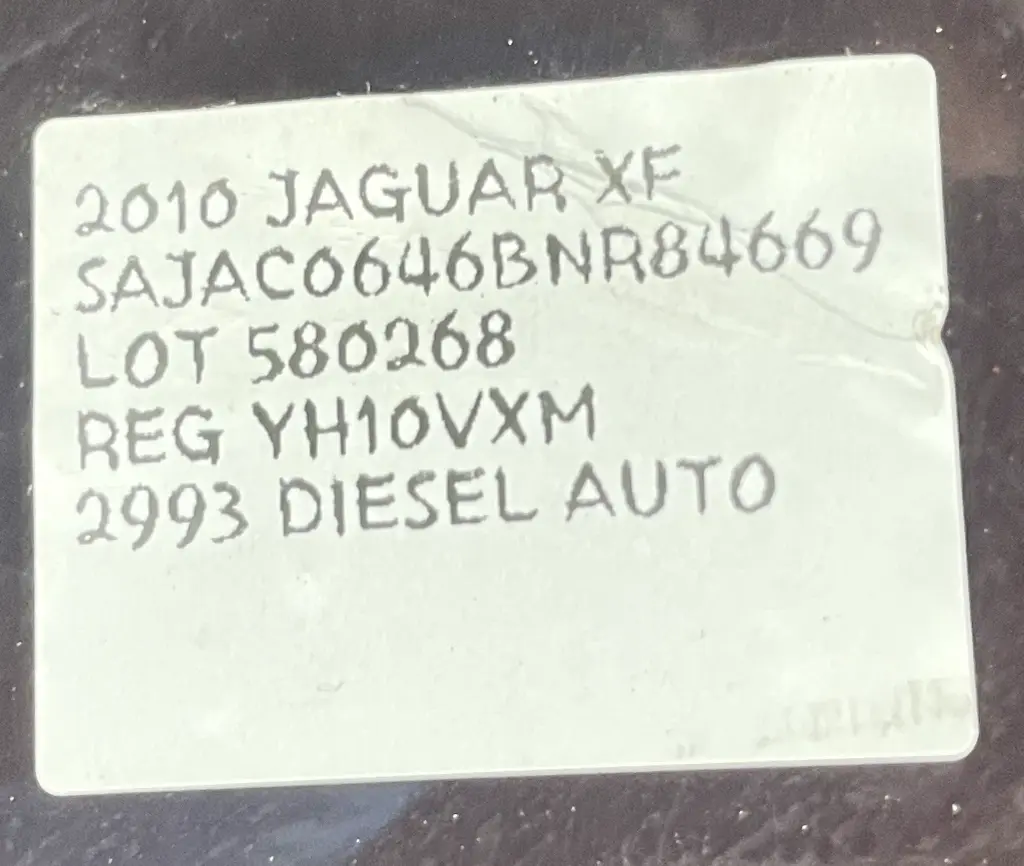 2010 JAGUAR XF
SAJAC0646BNR84669
LOT 580268
REG YH10VXM
2993 DIESEL AUTO